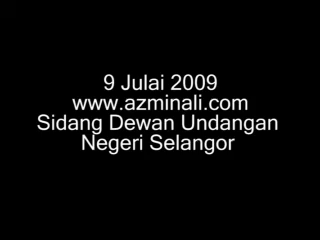 9 Julai 2009
www.azminali.com
Sidang Dewan Undangan
Negeri Selangor